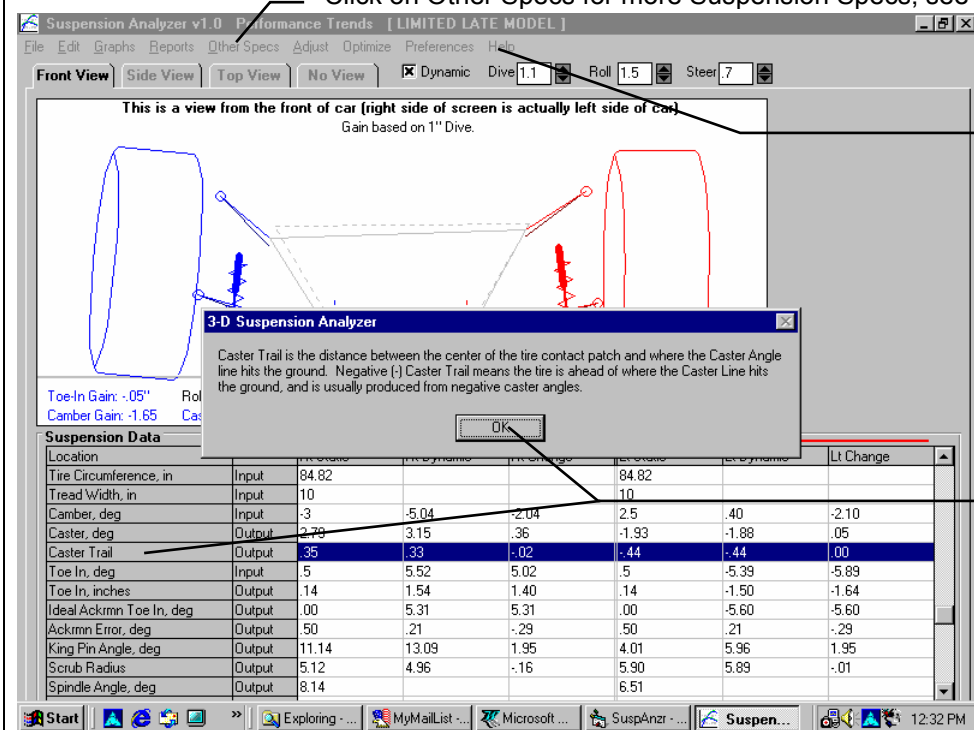 Click on Other Specs for more Suspension Specs, see
Suspension Analyzer v1.0 Performance Trends [ LIMITED LATE MODEL ]
File Edit Graphs Reports Other Specs Adjust Optimize Preferences Help
Front View Side View Top View No View Dynamic Dive 1.1 Roll 1.5 Steer .7
This is a view from the front of car (right side of screen is actually left side of car)
Gain based on 1" Dive.
3-D Suspension Analyzer
Caster Trail is the distance between the center of the tire contact patch and where the Caster Angle
line hits the ground. Negative (-) Caster Trail means the tire is ahead of where the Caster Line hits
the ground, and is usually produced from negative caster angles.
OK
Toe-In Gain: -.05" Rol
Camber Gain: -1.65 Cas
Suspension Data
Location Lt Change
Tire Circumference, in Input 84.82 84.82
Tread Width, in Input 10 10
Camber, deg Input -3 -5.04 -2.04 2.5 .40 -2.10
Caster, deg Output 2.79 3.15 .36 -1.93 -1.88 .05
Caster Trail Output .35 .33 -.02 -.44 -.44 .00
Toe In, deg Input .5 5.52 5.02 .5 -5.39 -5.89
Toe In, inches Output .14 1.54 1.40 .14 -1.50 -1.64
Ideal Ackrmn Toe In, deg Output .00 5.31 5.31 .00 -5.60 -5.60
Ackrmn Error, deg Output .50 .21 -.29 .50 .21 -.29
King Pin Angle, deg Output 11.14 13.09 1.95 4.01 5.96 1.95
Scrub Radius Output 5.12 4.96 -.16 5.90 5.89 -.01
Spindle Angle, deg Output 8.14 6.51
Start » Exploring - ... MyMailList -... Microsoft ... SuspAnzr - ... Suspen... 12:32 PM